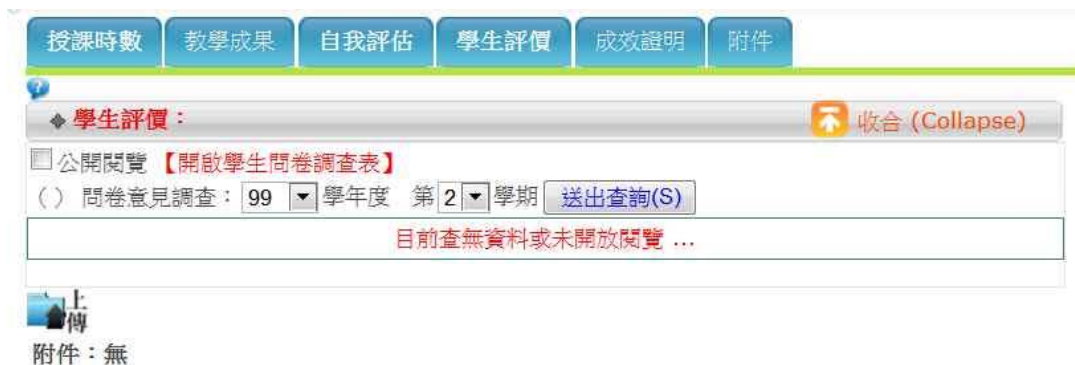 授課時數 教學成果 自我評估 學生評價 成效證明 附件
學生評價： 收合 (Collapse)
公開閱覽 【開啟學生問卷調查表】
( ) 問卷意見調查： 99 學年度 第 2 學期 送出查詢(S)
目前查無資料或未開放閱覽 ...
上傳
附件：無